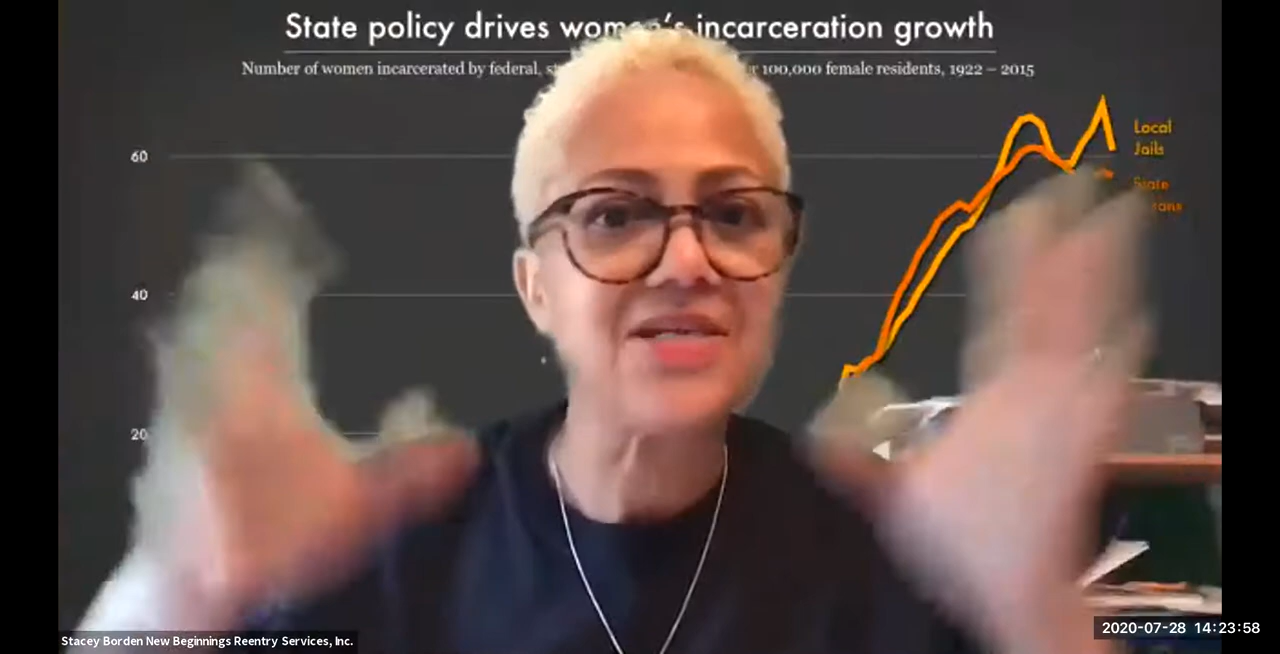 State policy drives women's incarceration growth
Number of women incarcerated by federal, 100,000 female residents, 1922 – 2015
60
Local
Jails
State
40
20
Stacey Borden New Beginnings Reentry Services, Inc.
2020-07-28 14:23:58